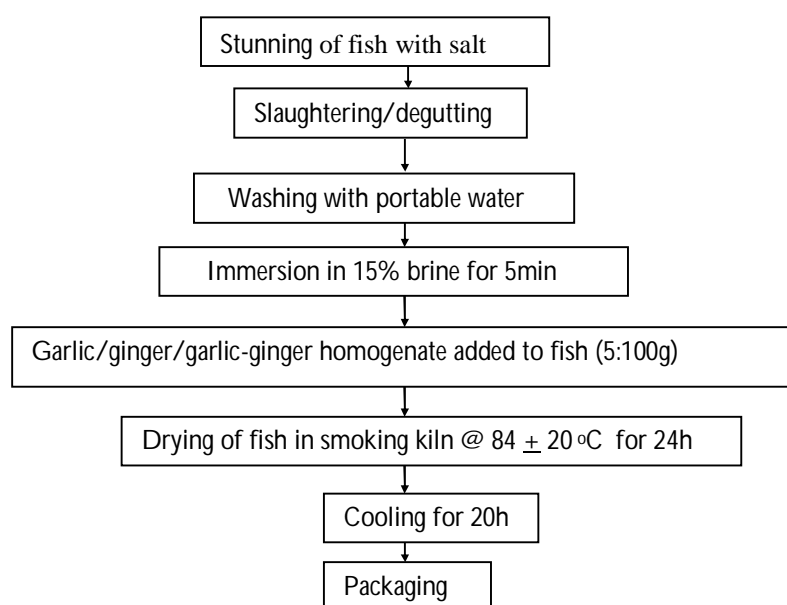 Stunning of fish with salt
Slaughtering/degutting
Washing with portable water
Immersion in 15% brine for 5min
Garlic/ginger/garlic-ginger homogenate added to fish (5:100g)
Drying of fish in smoking kiln @ 84 ± 20 ºC for 24h
Cooling for 20h
Packaging